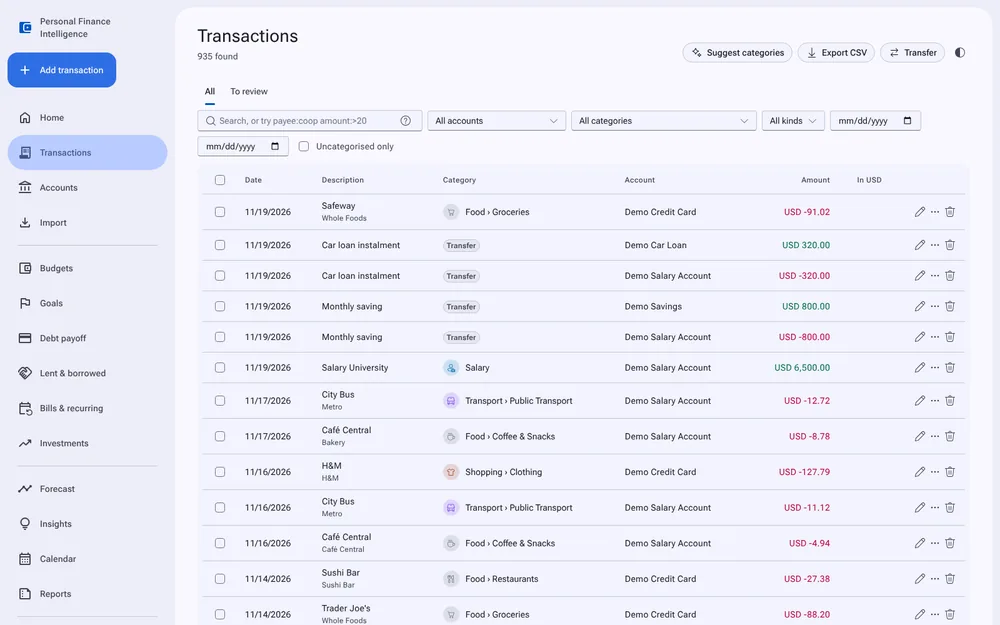 Personal Finance
Intelligence
Add transaction
Home
Transactions
Accounts
Import
Budgets
Goals
Debt payoff
Lent & borrowed
Bills & recurring
Investments
Forecast
Insights
Calendar
Reports
Transactions
935 found
Suggest categories
Export CSV
Transfer
All To review
Search, or try payee:coop amount:>20 All accounts All categories All kinds mm/dd/yyyy
mm/dd/yyyy Uncategorised only
Date Description Category Account Amount In USD
11/19/2026 Safeway Food › Groceries Demo Credit Card USD -91.02
Whole Foods
11/19/2026 Car loan instalment Transfer Demo Car Loan USD 320.00
11/19/2026 Car loan instalment Transfer Demo Salary Account USD -320.00
11/19/2026 Monthly saving Transfer Demo Savings USD 800.00
11/19/2026 Monthly saving Transfer Demo Salary Account USD -800.00
11/19/2026 Salary University Salary Demo Salary Account USD 6,500.00
11/17/2026 City Bus Transport › Public Transport Demo Salary Account USD -12.72
Metro
11/17/2026 Café Central Food › Coffee & Snacks Demo Salary Account USD -8.78
Bakery
11/16/2026 H&M Shopping › Clothing Demo Credit Card USD -127.79
H&M
11/16/2026 City Bus Transport › Public Transport Demo Salary Account USD -11.12
Metro
11/16/2026 Café Central Food › Coffee & Snacks Demo Salary Account USD -4.94
Café Central
11/14/2026 Sushi Bar Food › Restaurants Demo Credit Card USD -27.38
Sushi Bar
11/14/2026 Trader Joe's Food › Groceries Demo Credit Card USD -88.20
Whole Foods